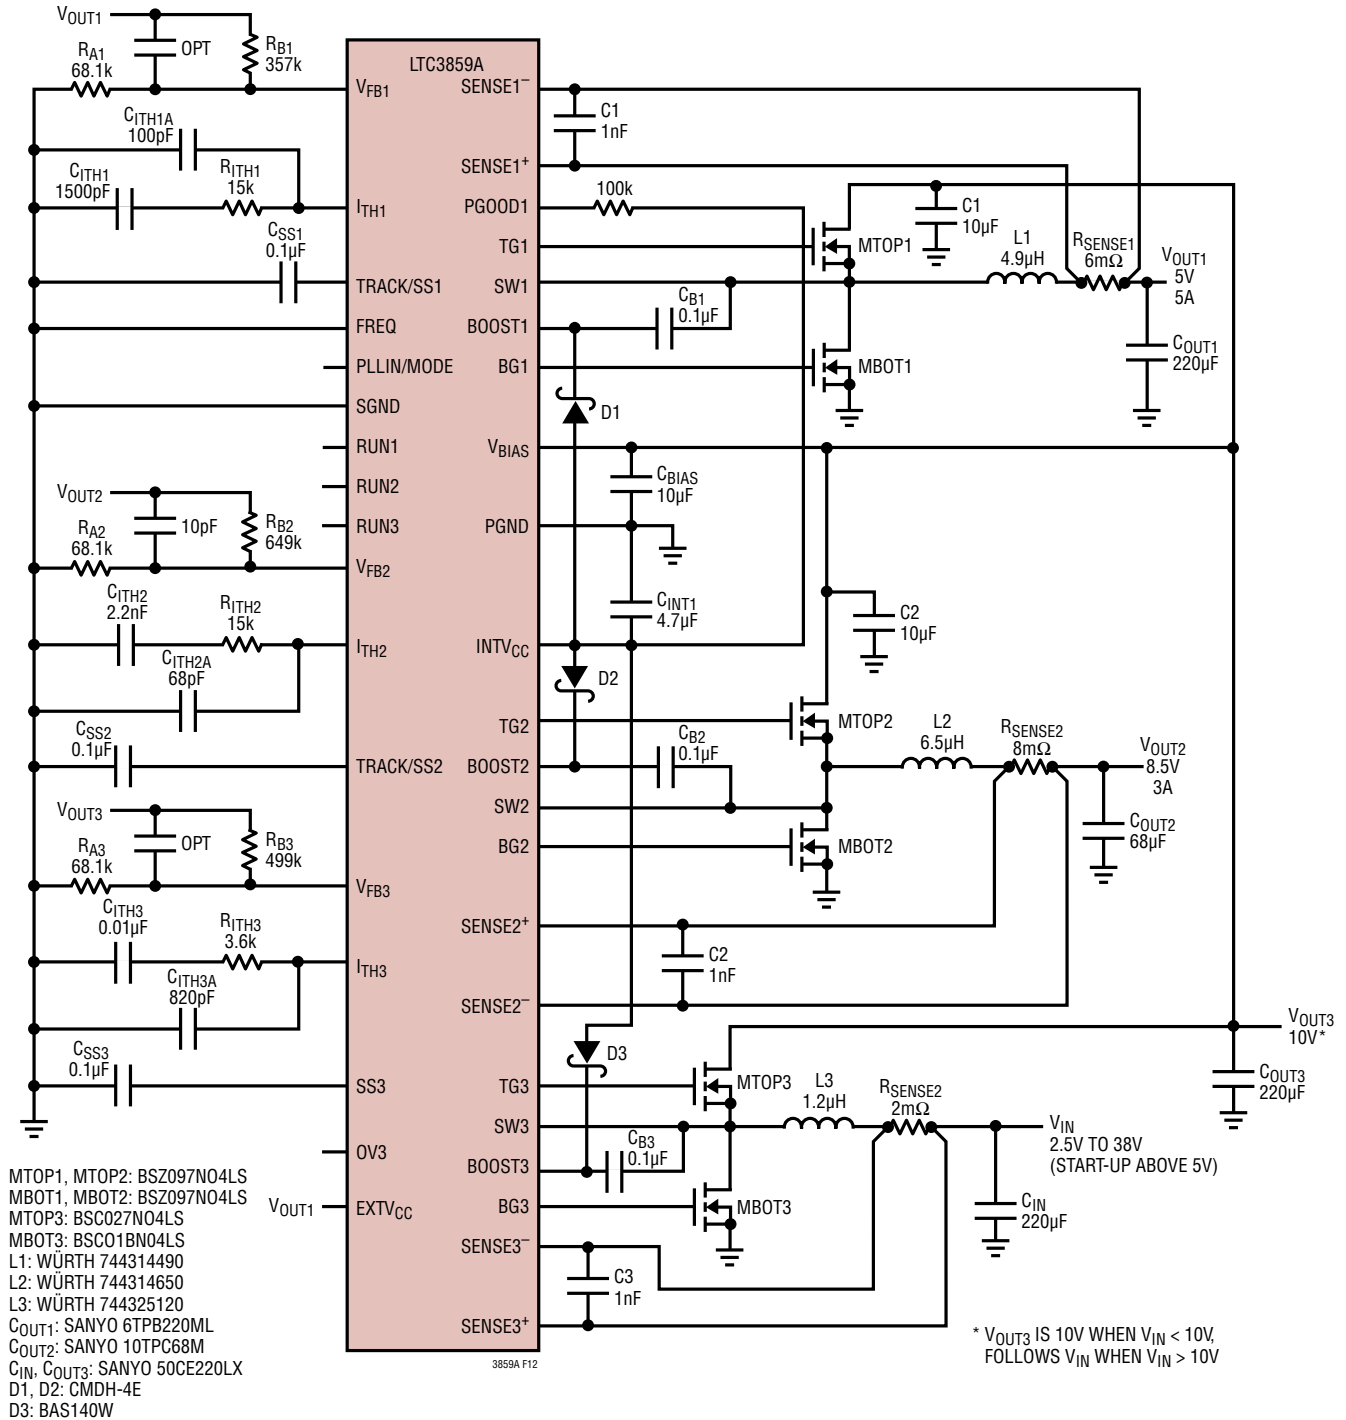 VOUT1
OPT
RA1
68.1k
RB1
357k
CITH1A
100pF
CITH1
1500pF
RITH1
15k
CSS1
0.1µF
VOUT2
10pF
RA2
68.1k
RB2
649k
CITH2
2.2nF
RITH2
15k
CITH2A
68pF
CSS2
0.1µF
VOUT3
OPT
RA3
68.1k
RB3
499k
CITH3
0.01µF
RITH3
3.6k
CITH3A
820pF
CSS3
0.1µF
VOUT1
LTC3859A
VFB1
ITH1
TRACK/SS1
FREQ
PLLIN/MODE
SGND
RUN1
RUN2
RUN3
VFB2
ITH2
TRACK/SS2
VFB3
ITH3
SS3
OV3
EXTVCC
SENSE1–
SENSE1+
PGOOD1
TG1
SW1
BOOST1
BG1
VBIAS
PGND
INTVCC
TG2
BOOST2
SW2
BG2
SENSE2+
SENSE2–
TG3
SW3
BOOST3
BG3
SENSE3–
SENSE3+
3859A F12
C1
1nF
100k
C1
10µF
MTOP1
L1
4.9µH
RSENSE1
6mΩ
VOUT1
5V
5A
CB1
0.1µF
COUT1
220µF
MBOT1
D1
CBIAS
10µF
CINT1
4.7µF
C2
10µF
D2
MTOP2
L2
6.5µH
RSENSE2
8mΩ
VOUT2
8.5V
3A
CB2
0.1µF
COUT2
68µF
MBOT2
C2
1nF
VOUT3
10V*
D3
MTOP3
L3
1.2µH
RSENSE2
2mΩ
COUT3
220µF
VIN
2.5V TO 38V
(START-UP ABOVE 5V)
CB3
0.1µF
MBOT3
CIN
220µF
C3
1nF
* VOUT3 IS 10V WHEN VIN < 10V,
FOLLOWS VIN WHEN VIN > 10V
MTOP1, MTOP2: BSZ097NO4LS
MBOT1, MBOT2: BSZ097NO4LS
MTOP3: BSC027NO4LS
MBOT3: BSCO1BN04LS
L1: WÜRTH 744314490
L2: WÜRTH 744314650
L3: WÜRTH 744325120
COUT1: SANYO 6TPB220ML
COUT2: SANYO 10TPC68M
CIN, COUT3: SANYO 50CE220LX
D1, D2: CMDH-4E
D3: BAS140W